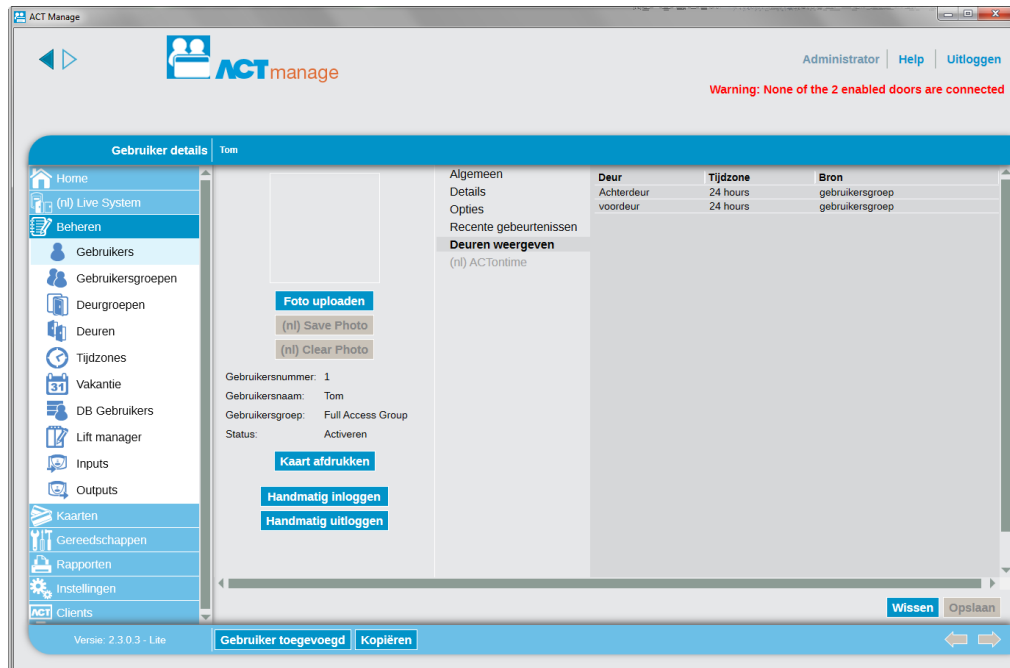 ACT Manage
ACTmanage
Administrator Help Uitloggen
Warning: None of the 2 enabled doors are connected
Gebruiker details Tom
Home
(nl) Live System
Beheren
Gebruikers
Gebruikersgroepen
Deurgroepen
Deuren
Tijdzones
31 Vakantie
DB Gebruikers
Lift manager
Inputs
Outputs
Kaarten
Gereedschappen
Rapporten
Instellingen
ACT Clients
Foto uploaden
(nl) Save Photo
(nl) Clear Photo
Gebruikersnummer: 1
Gebruikersnaam: Tom
Gebruikersgroep: Full Access Group
Status: Activeren
Kaart afdrukken
Handmatig inloggen
Handmatig uitloggen
Algemeen
Details
Opties
Recente gebeurtenissen
Deuren weergeven
(nl) ACTontime
Deur Tijdzone Bron
Achterdeur 24 hours gebruikersgroep
voordeur 24 hours gebruikersgroep
Wissen Opslaan
Versie: 2.3.0.3 - Lite
Gebruiker toegevoegd Kopiëren